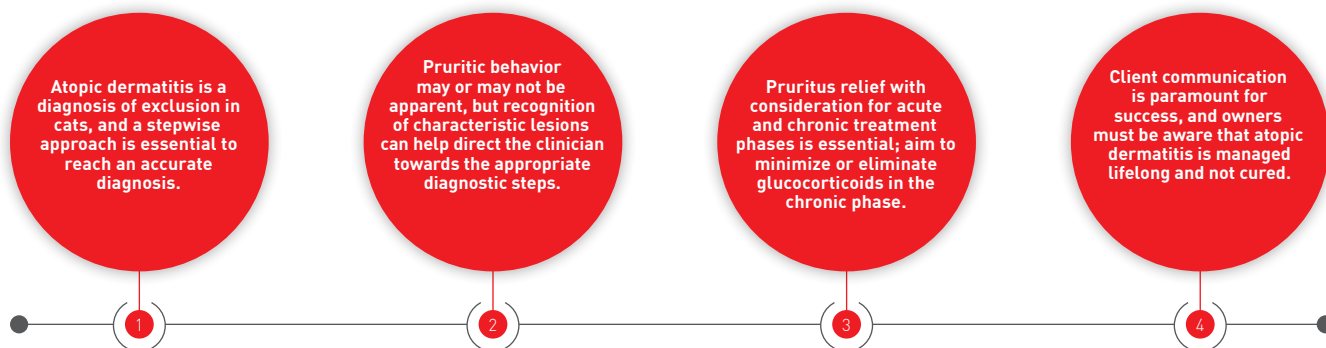 Atopic dermatitis is a
diagnosis of exclusion in
cats, and a stepwise
approach is essential to
reach an accurate
diagnosis.
Pruritic behavior
may or may not be
apparent, but recognition
of characteristic lesions
can help direct the clinician
towards the appropriate
diagnostic steps.
Pruritus relief with
consideration for acute
and chronic treatment
phases is essential; aim to
minimize or eliminate
glucocorticoids in the
chronic phase.
Client communication
is paramount for
success, and owners
must be aware that atopic
dermatitis is managed
lifelong and not cured.
1
2
3
4